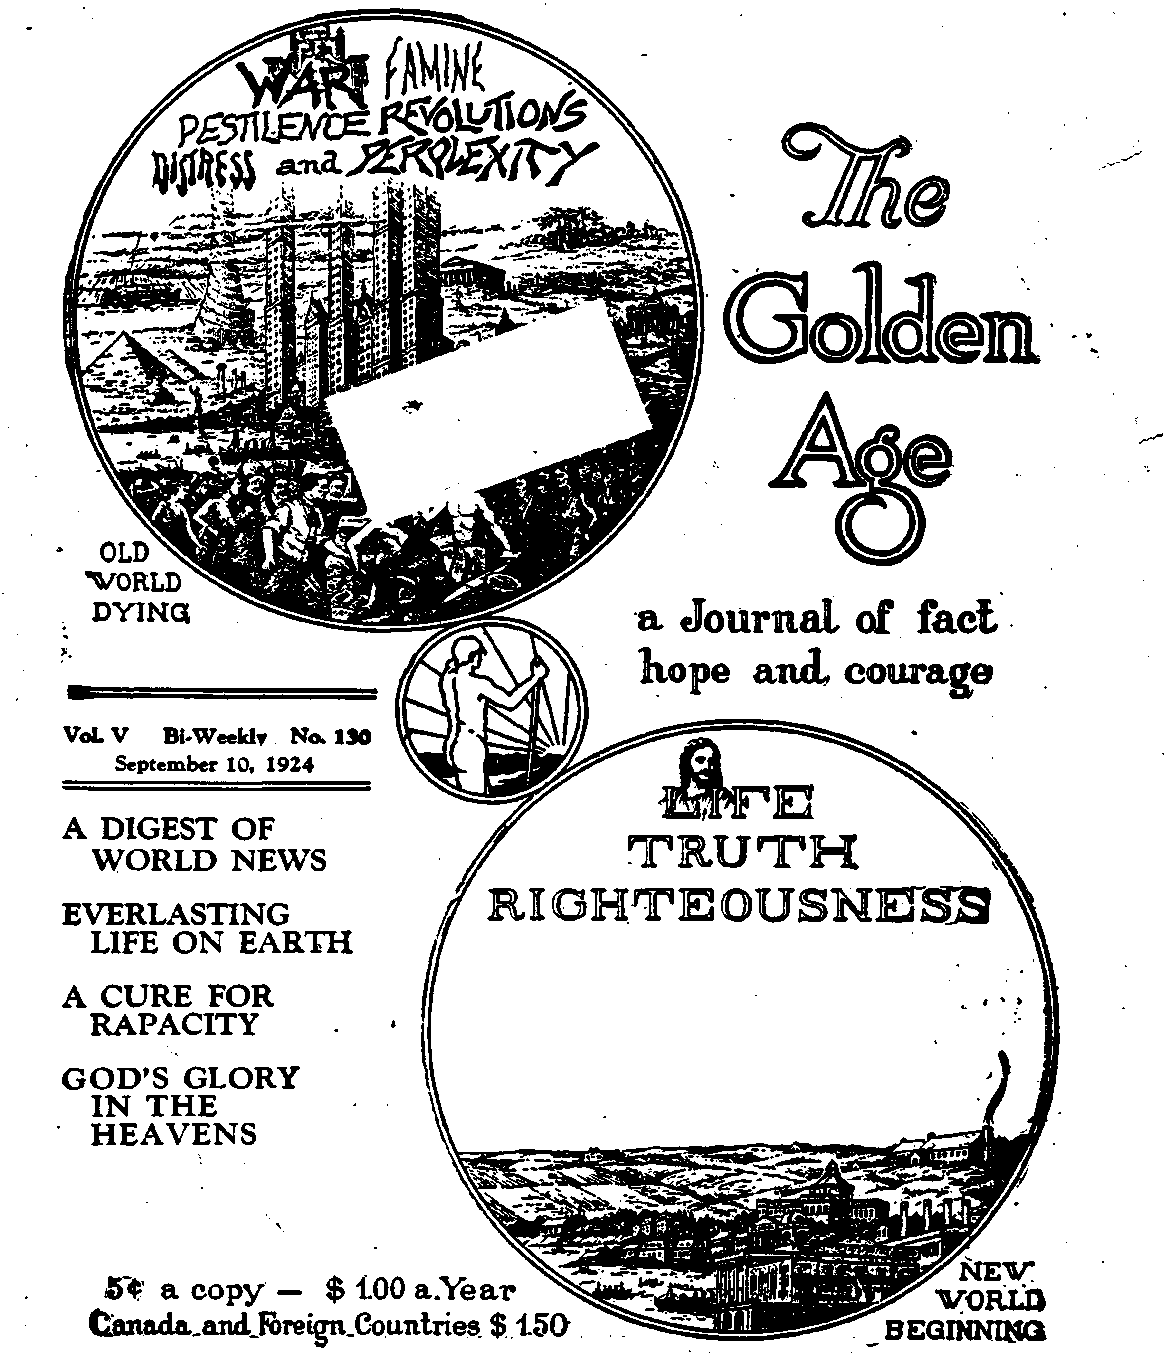 WAR FAMINE
PESTILENCE REVOLUTIONS
DISTRESS and PERPLEXITY
The
Golden
Age
OLD
WORLD
DYING
a Journal of fact
hope and courage
Vol. V Bi-Weekly No. 130
September 10, 1924
A DIGEST OF
WORLD NEWS
EVERLASTING
LIFE ON EARTH
A CURE FOR
RAPACITY
GOD'S GLORY
IN THE
HEAVENS
LIFE
TRUTH
RIGHTEOUSNESS
5¢ a copy — $ 1.00 a Year
Canada and Foreign Countries $ 1.50
NEW
WORLD
BEGINNING